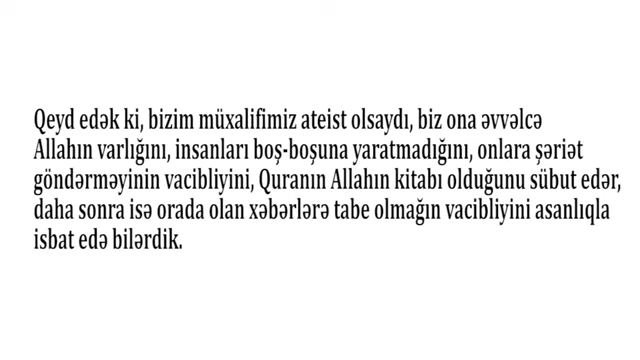 Qeyd edək ki, bizim müxalifimiz ateist olsaydı, biz ona əvvəlcə
Allahın varlığını, insanları boş-boşuna yaratmadığını, onlara şəriət
göndərməyinin vacibliyini, Quranın Allahın kitabı olduğunu sübut edər,
daha sonra isə orada olan xəbərlərə tabe olmağın vacibliyini asanlıqla
isbat edə bilərdik.